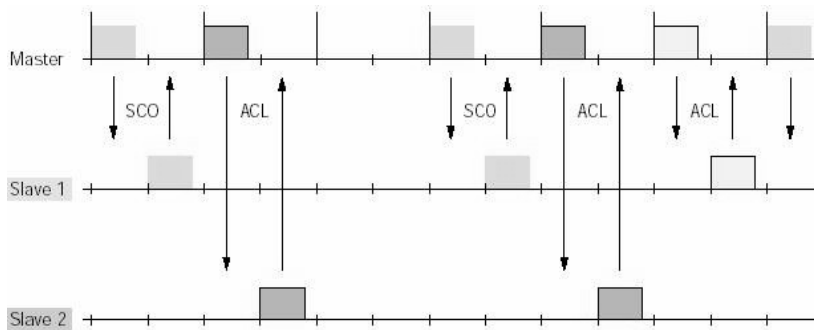 Master
SCO
ACL
SCO
ACL
ACL
Slave 1
Slave 2